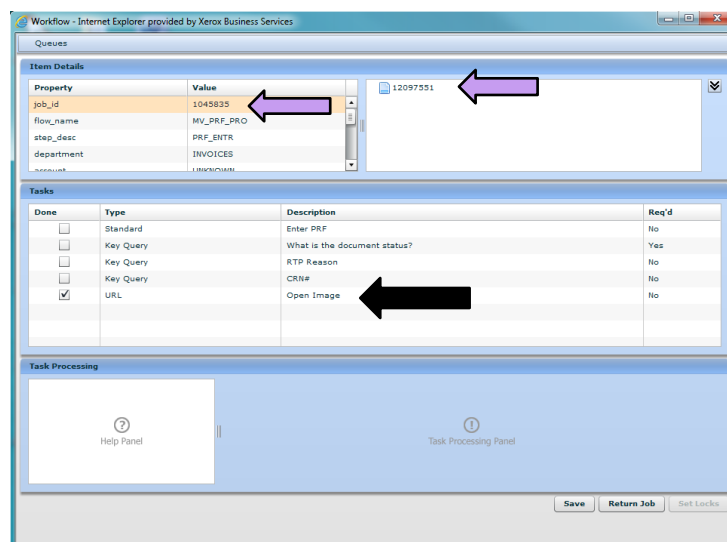 Workflow - Internet Explorer provided by Xerox Business Services
Queues
Item Details
Property Value
job_id 1045835
flow_name MV_PRF_PRO
step_desc PRF_ENTR
department INVOICES
account UNKNOWN
12097551
Tasks
Done Type Description Req'd
Standard Enter PRF No
Key Query What is the document status? Yes
Key Query RTP Reason No
Key Query CRN# No
URL Open Image No
Task Processing
Help Panel
Task Processing Panel
Save Return Job Set Locks